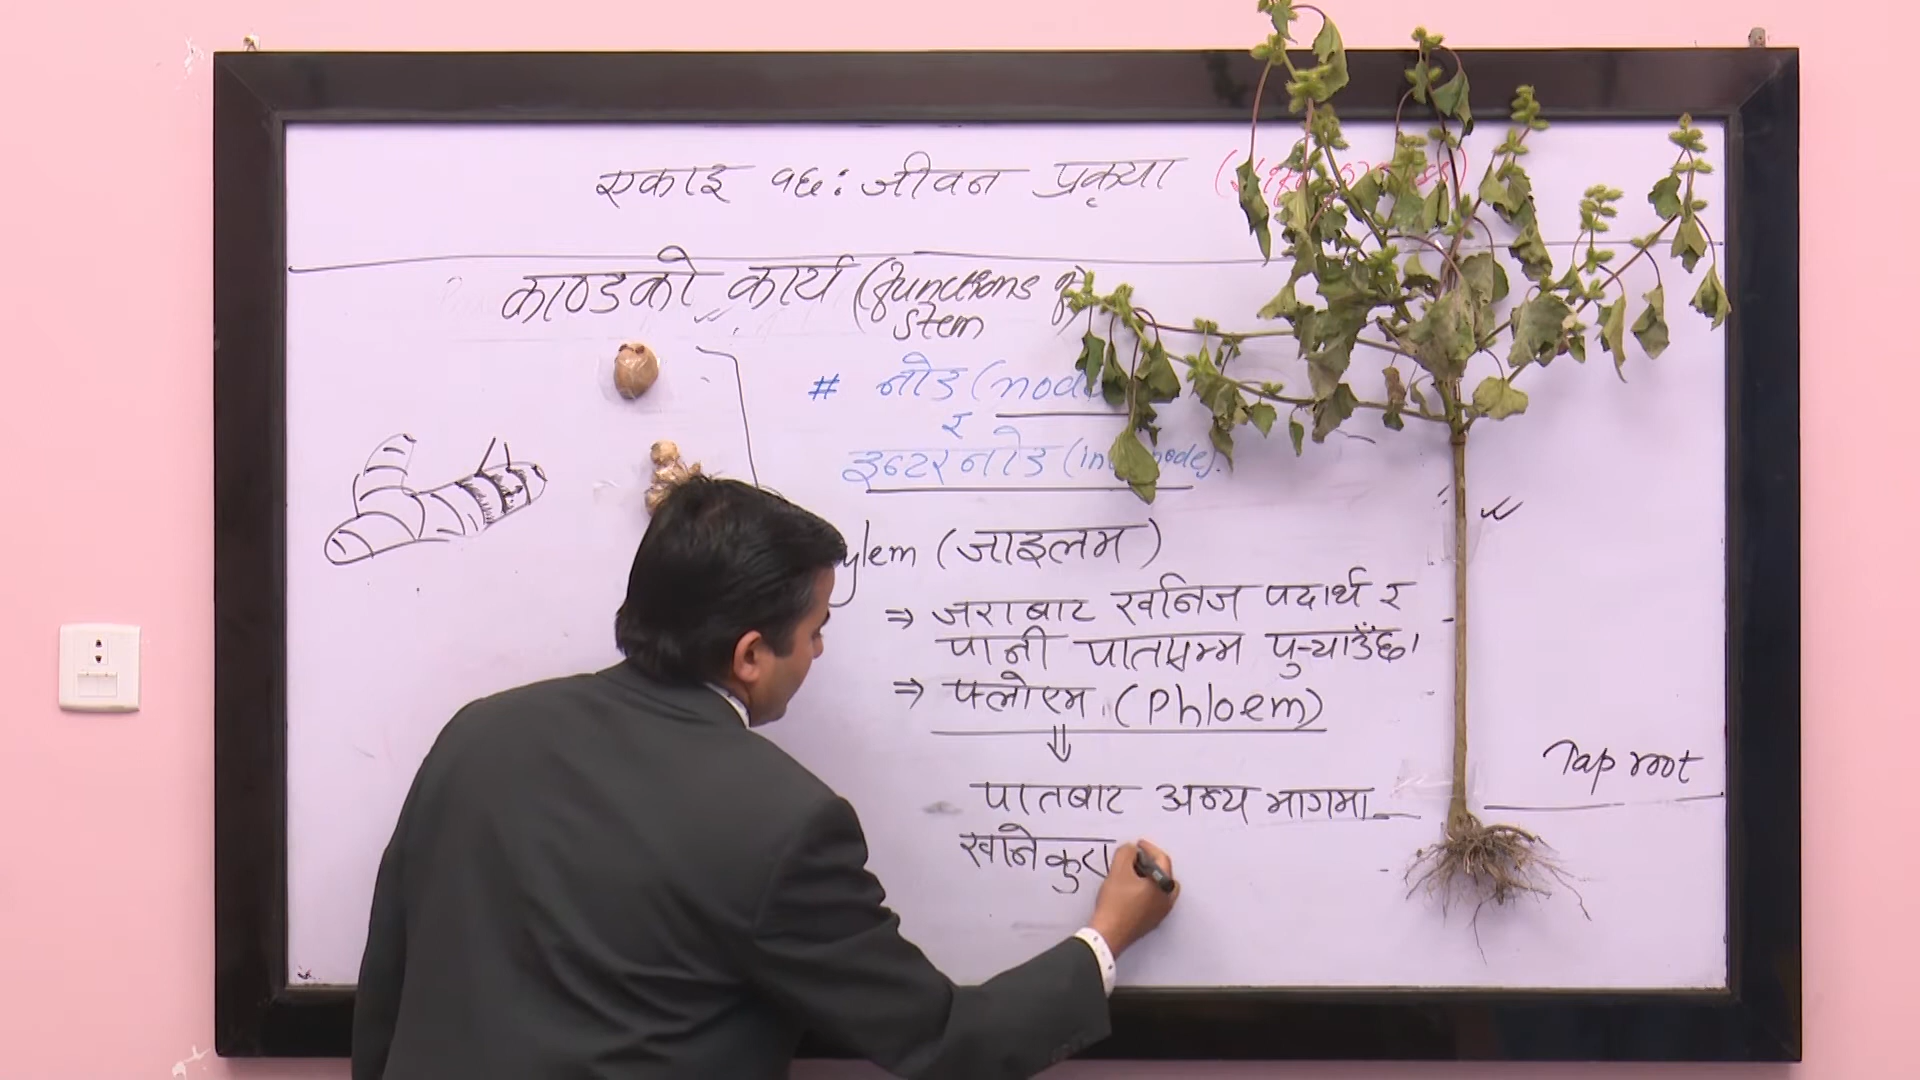 एकाइ १६: जीवन प्रकृया
काण्डको कार्य (functions of
stem
# नोड (node
र
इन्टरनोड (internode).
xylem (जाइलम)
⇒ जराबाट खनिज पदार्थ र
पानी पातसम्म पुर्‍याउँछ।
⇒ फ्लोएम (Phloem)
⇓
पातबाट अन्य भागमा
खानेकुरा
Tap root